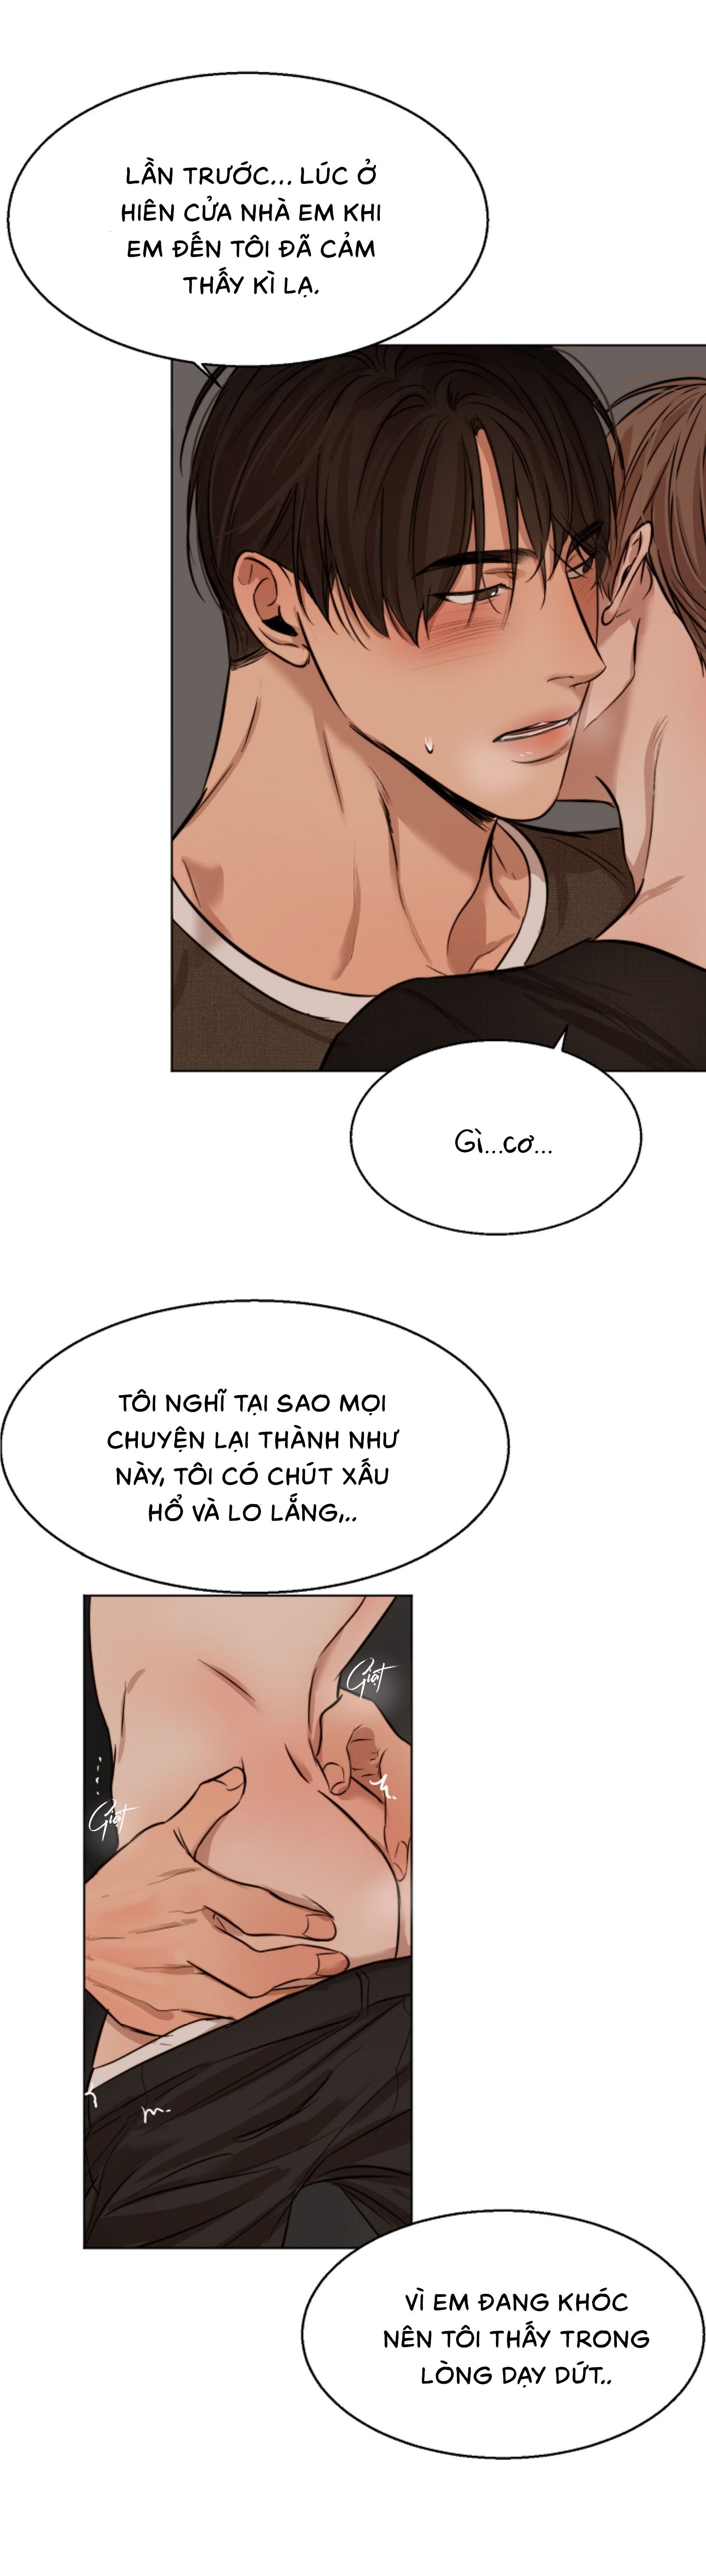 LẦN TRƯỚC... LÚC Ở
HIÊN CỬA NHÀ EM KHI
EM ĐẾN TÔI ĐÃ CẢM
THẤY KÌ LẠ.
Gì...cơ...
TÔI NGHĨ TẠI SAO MỌI
CHUYỆN LẠI THÀNH NHƯ
NÀY, TÔI CÓ CHÚT XẤU
HỔ VÀ LO LẮNG,..
Giật
Giật
VÌ EM ĐANG KHÓC
NÊN TÔI THẤY TRONG
LÒNG DẠY DỨT..